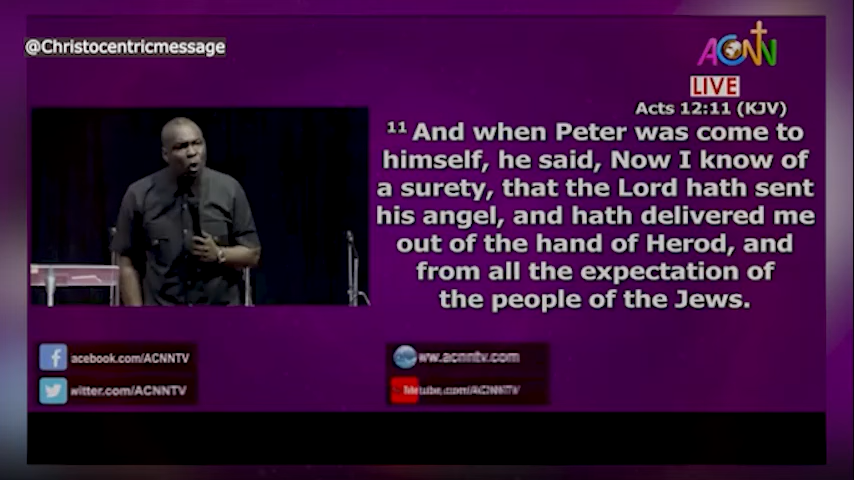 @Christocentricmessage
ACNN
LIVE
Acts 12:11 (KJV)
11 And when Peter was come to
himself, he said, Now I know of
a surety, that the Lord hath sent
his angel, and hath delivered me
out of the hand of Herod, and
from all the expectation of
the people of the Jews.
acebook.com/ACNNTV
witter.com/ACNNTV
ww.acnntv.com